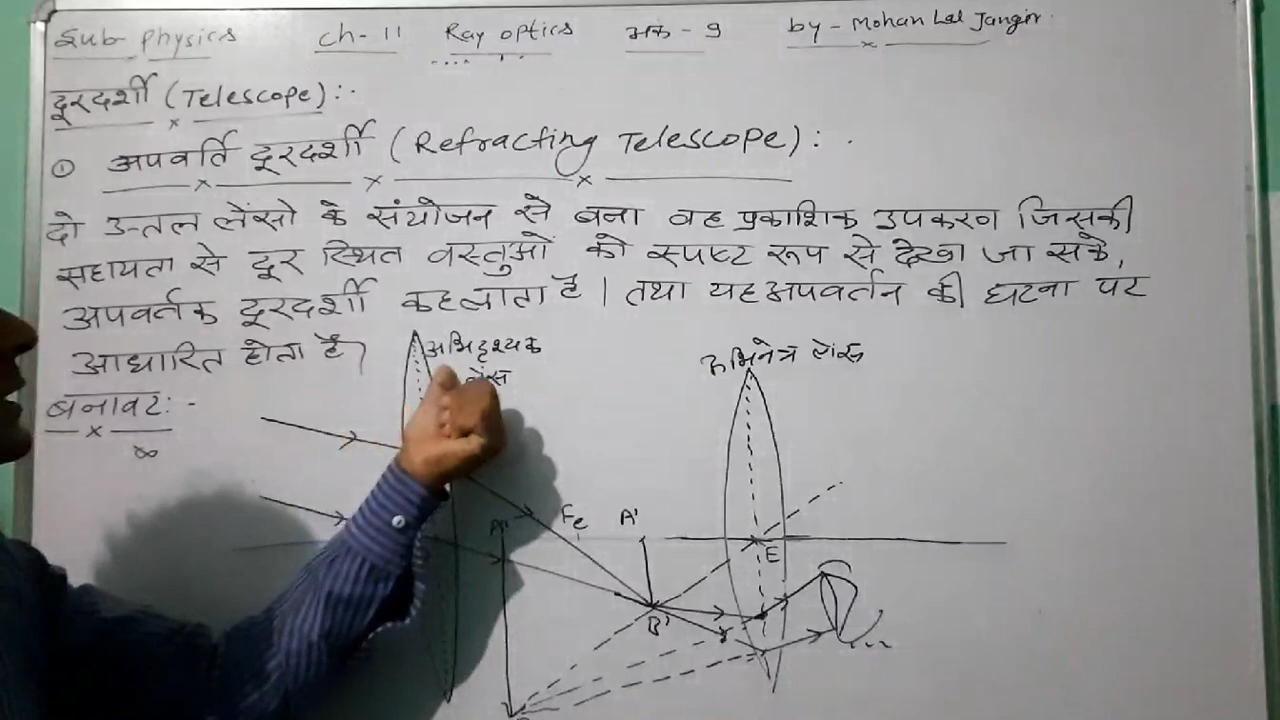 Sub- Physics ch- 11 Ray optics अंक - 9 by - Mohan Lal Jangir
दूरदर्शी (Telescope) :-
① अपवर्ति दूरदर्शी (Refracting Telescope) :-
दो उत्तल लेंसो के संयोजन से बना वह प्रकाशिक उपकरण जिसकी
सहायता से दूर स्थित वस्तुओं को स्पष्ट रूप से देखा जा सके,
अपवर्तक दूरदर्शी कहलाता है । तथा यह अपवर्तन की घटना पर
आधारित होता है।
अभिदृश्यक
लेंस
अभिनेत्र लेंस
बनावट: -
∞
A" Fe A'
E
B'